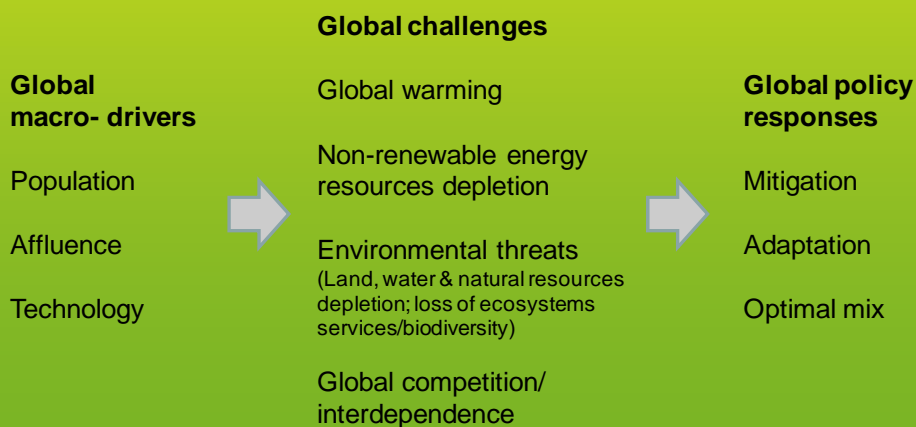 Global
macro- drivers
Population
Affluence
Technology
Global challenges
Global warming
Non-renewable energy
resources depletion
Environmental threats
(Land, water & natural resources
depletion; loss of ecosystems
services/biodiversity)
Global competition/
interdependence
Global policy
responses
Mitigation
Adaptation
Optimal mix